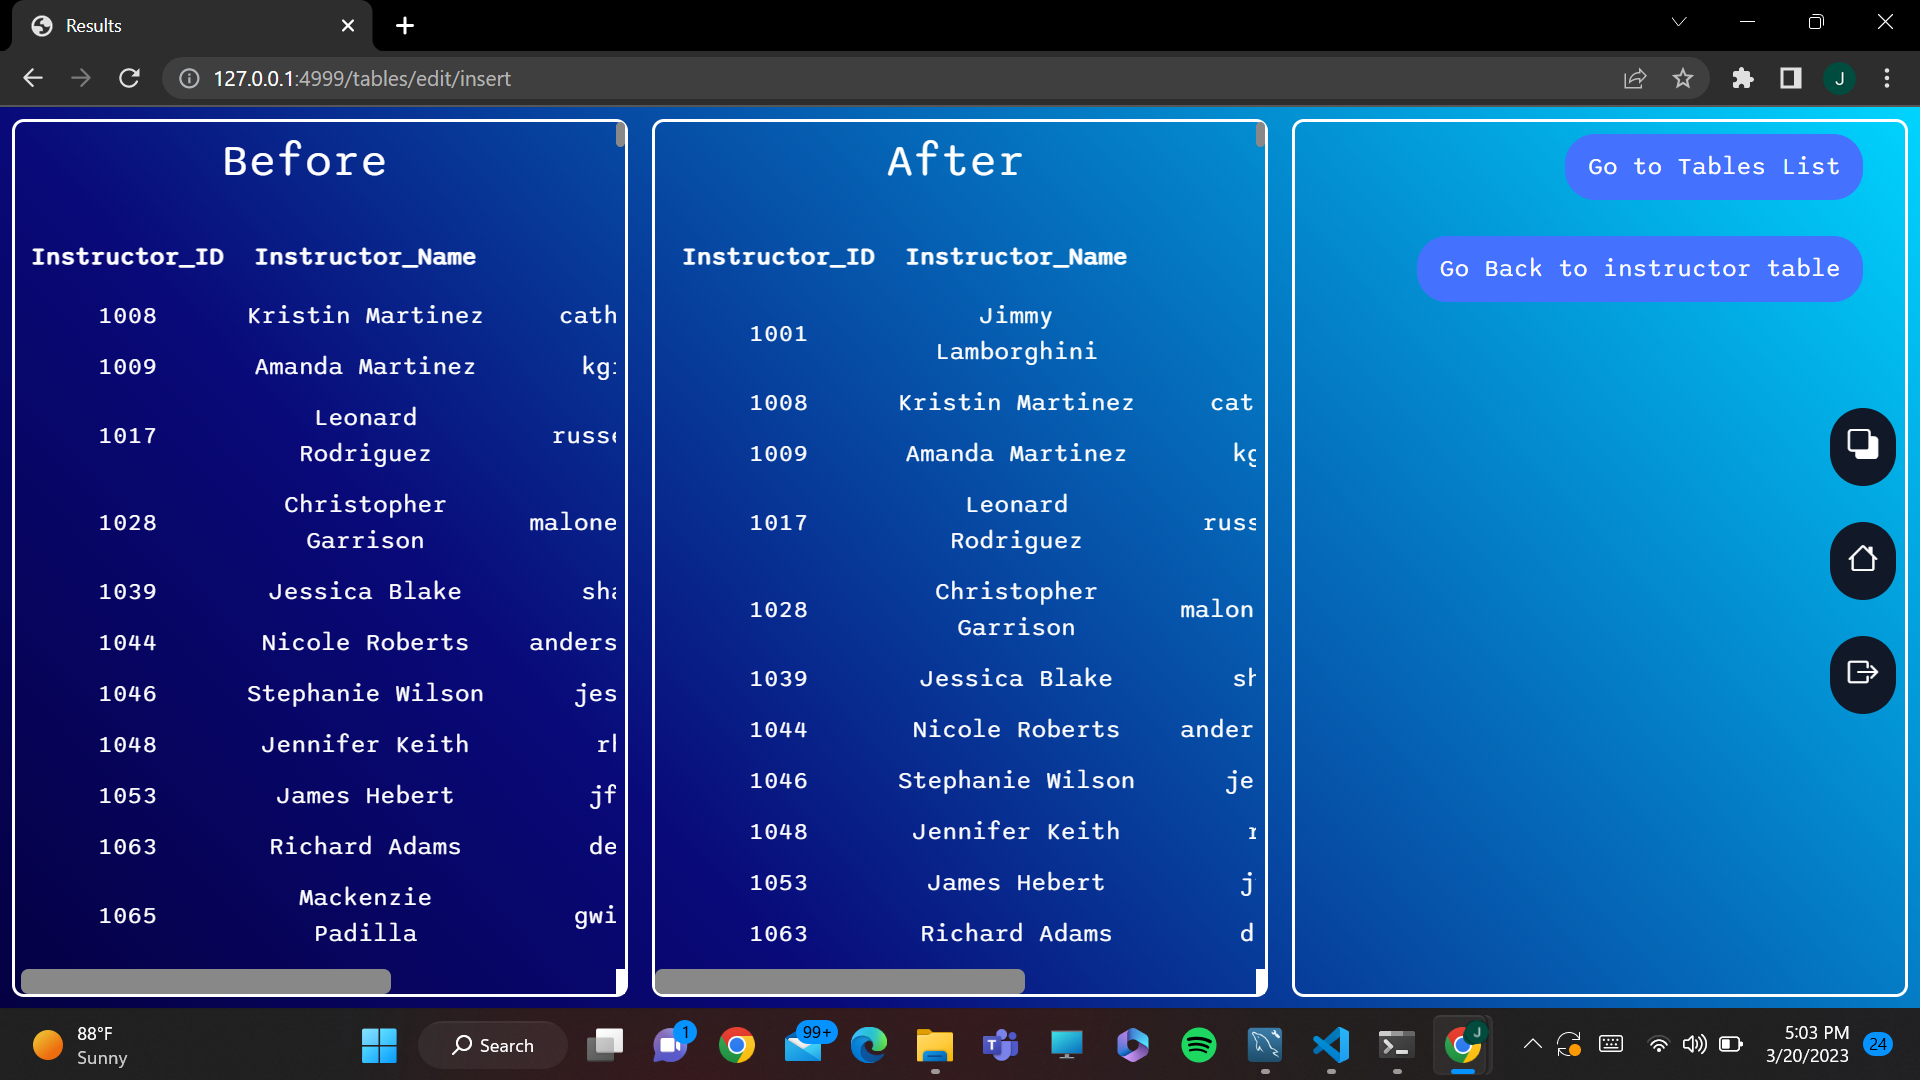 Results
127.0.0.1:4999/tables/edit/insert
J
Before
Instructor_ID Instructor_Name
1008 Kristin Martinez cath
1009 Amanda Martinez
1017 Leonard Rodriguez russe
1028 Christopher Garrison malone
1039 Jessica Blake
1044 Nicole Roberts anders
1046 Stephanie Wilson jes
1048 Jennifer Keith
1053 James Hebert jf
1063 Richard Adams de
1065 Mackenzie Padilla gwi
After
Instructor_ID Instructor_Name
1001 Jimmy Lamborghini
1008 Kristin Martinez cat
1009 Amanda Martinez
1017 Leonard Rodriguez russ
1028 Christopher Garrison malon
1039 Jessica Blake sh
1044 Nicole Roberts ander
1046 Stephanie Wilson je
1048 Jennifer Keith r
1053 James Hebert j
1063 Richard Adams d
Go to Tables List
Go Back to instructor table
88°F
Sunny
Search
1
99+
T
J
5:03 PM
3/20/2023
24